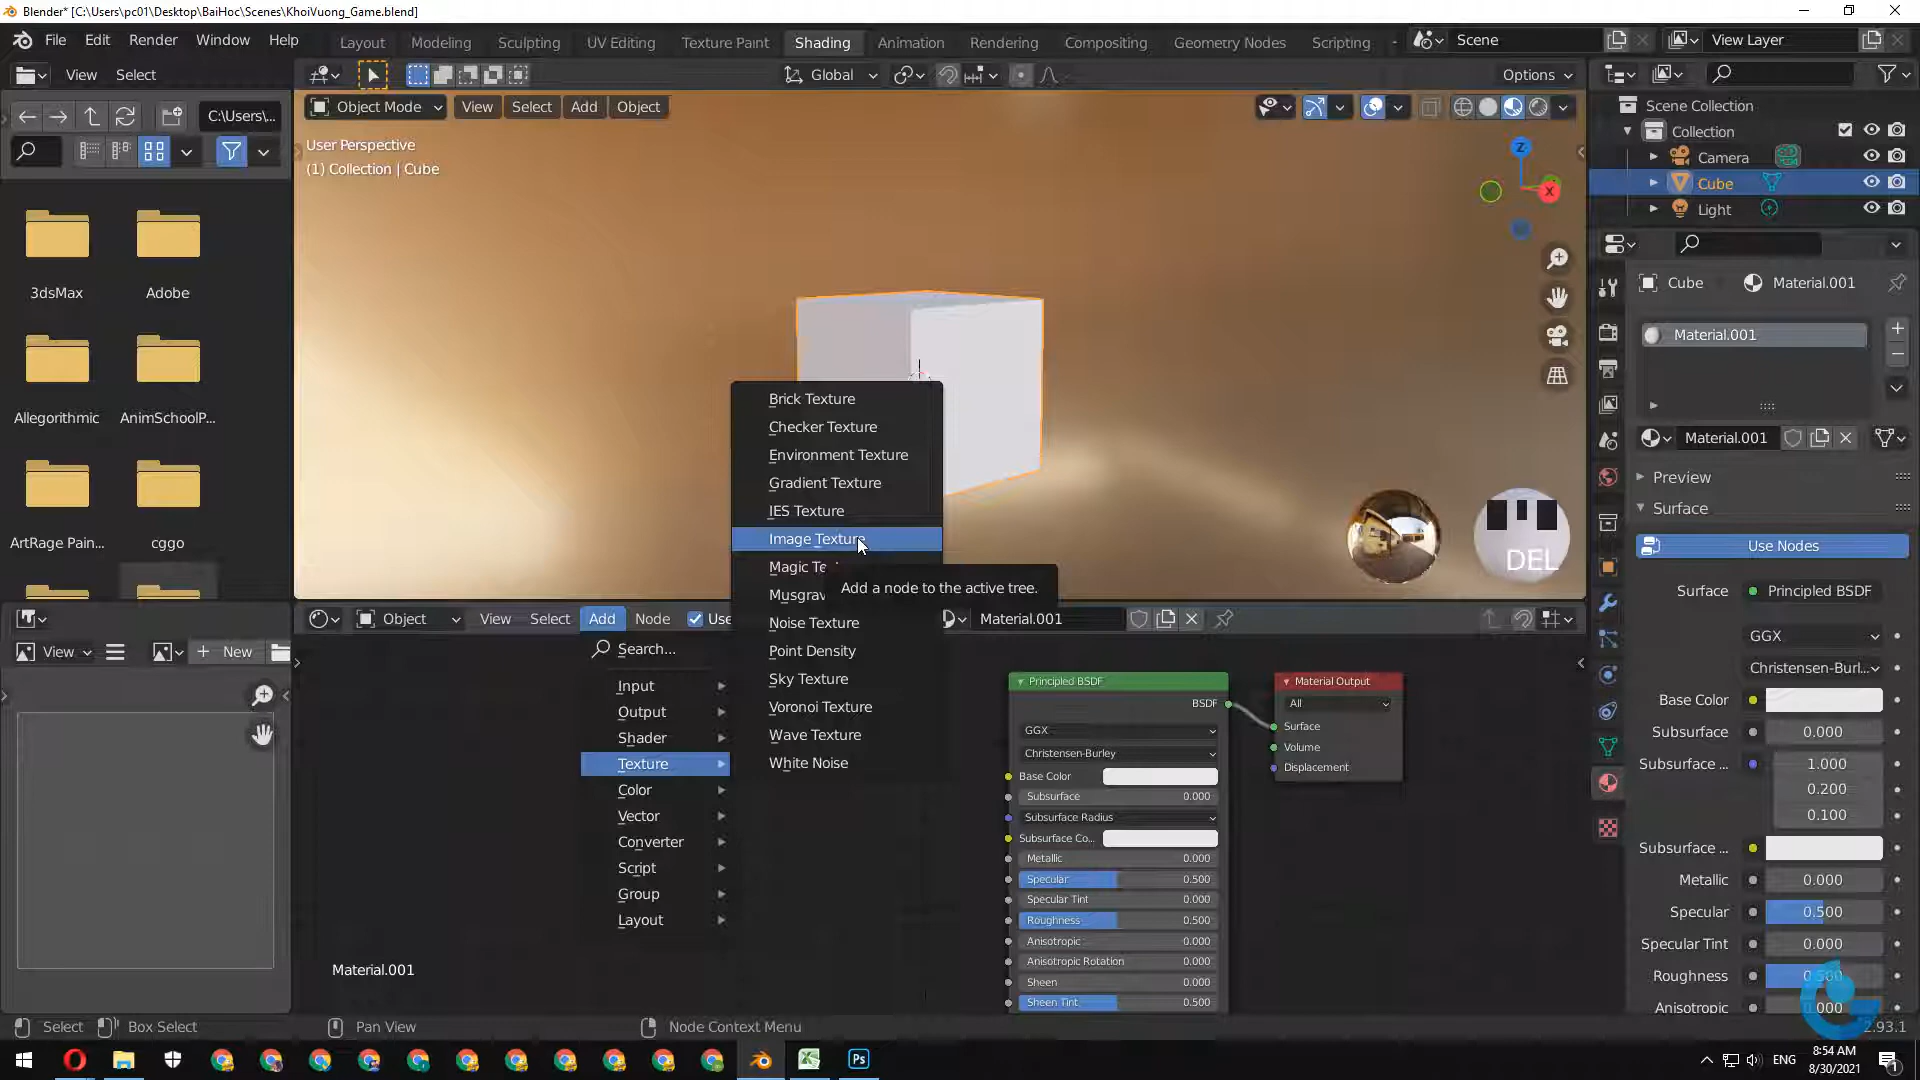 Blender* [C:\Users\pc01\Desktop\BaiHoc\Scenes\KhoiVuong_Game.blend]
File Edit Render Window Help
Layout Modeling Sculpting UV Editing Texture Paint Shading Animation Rendering Compositing Geometry Nodes Scripting
Scene
View Layer
View Select
Global
Options
C:\Users\...
Object Mode View Select Add Object
User Perspective
(1) Collection | Cube
Z
X
Scene Collection
Collection
Camera
Cube
Light
3dsMax
Adobe
Allegorithmic
AnimSchoolP...
ArtRage Pain...
cggo
Cube
Material.001
Material.001
Material.001
Preview
Surface
Use Nodes
Surface Principled BSDF
GGX
Christensen-Burl...
Base Color
Subsurface 0.000
Subsurface ... 1.000
0.200
0.100
Subsurface ...
Metallic 0.000
Specular 0.500
Specular Tint 0.000
Roughness 0.500
Anisotropic 0.000
DEL
Brick Texture
Checker Texture
Environment Texture
Gradient Texture
IES Texture
Image Texture
Magic Te
Musgrav
Noise Texture
Point Density
Sky Texture
Voronoi Texture
Wave Texture
White Noise
Add a node to the active tree.
Object View Select Add Node Use
Material.001
View
New
Search...
Input
Output
Shader
Texture
Color
Vector
Converter
Script
Group
Layout
Principled BSDF
BSDF
GGX
Christensen-Burley
Base Color
Subsurface 0.000
Subsurface Radius
Subsurface Co...
Metallic 0.000
Specular 0.500
Specular Tint 0.000
Roughness 0.500
Anisotropic 0.000
Anisotropic Rotation 0.000
Sheen 0.000
Sheen Tint 0.500
Material Output
All
Surface
Volume
Displacement
Material.001
Select Box Select Pan View Node Context Menu
2.93.1
Ps
ENG
8:54 AM
8/30/2021
1